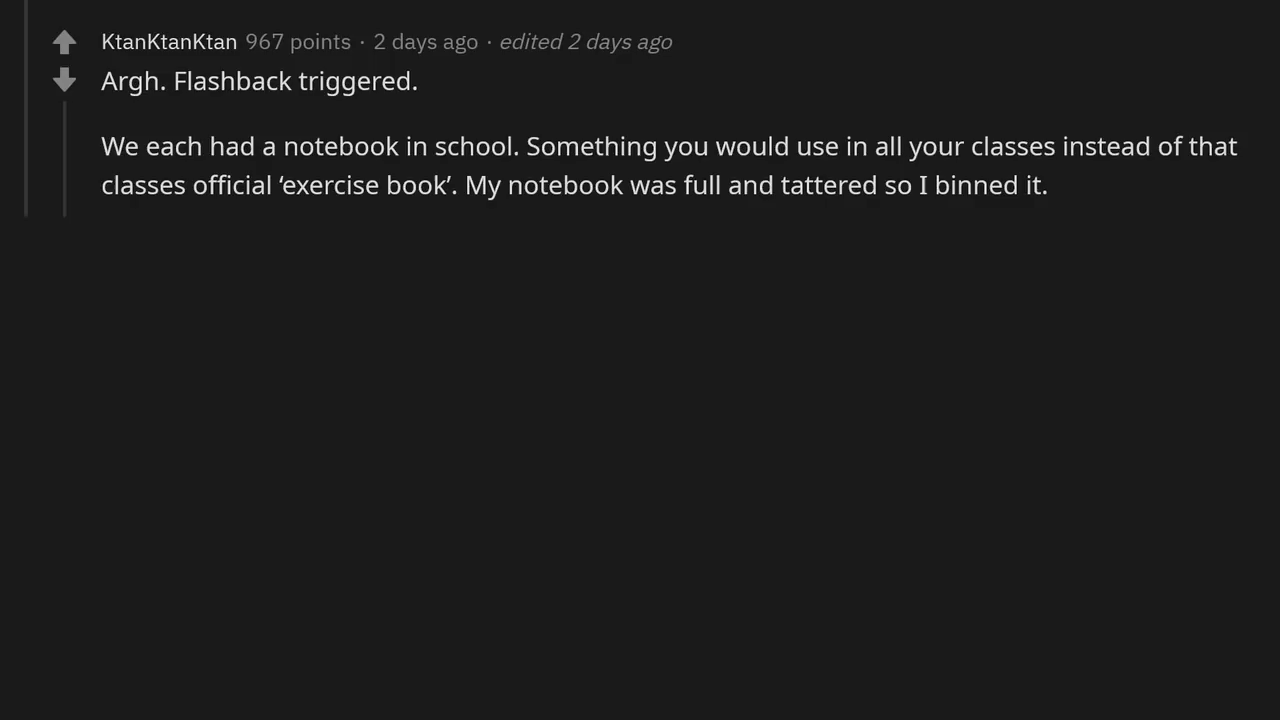 KtanKtanKtan 967 points · 2 days ago · edited 2 days ago
Argh. Flashback triggered.
We each had a notebook in school. Something you would use in all your classes instead of that
classes official ‘exercise book’. My notebook was full and tattered so I binned it.